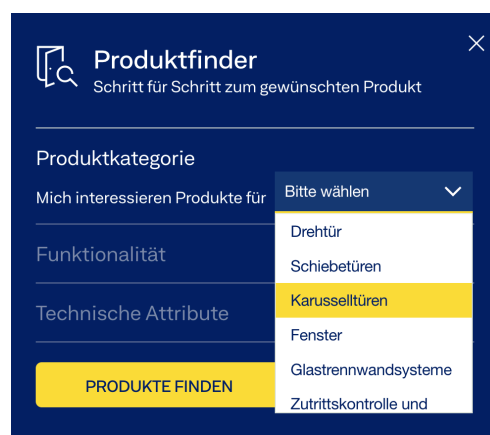 Produktfinder
Schritt für Schritt zum gewünschten Produkt
Produktkategorie
Mich interessieren Produkte für
Bitte wählen
Drehtür
Schiebetüren
Karusselltüren
Fenster
Glastrennwandsysteme
Zutrittskontrolle und
Funktionalität
Technische Attribute
PRODUKTE FINDEN